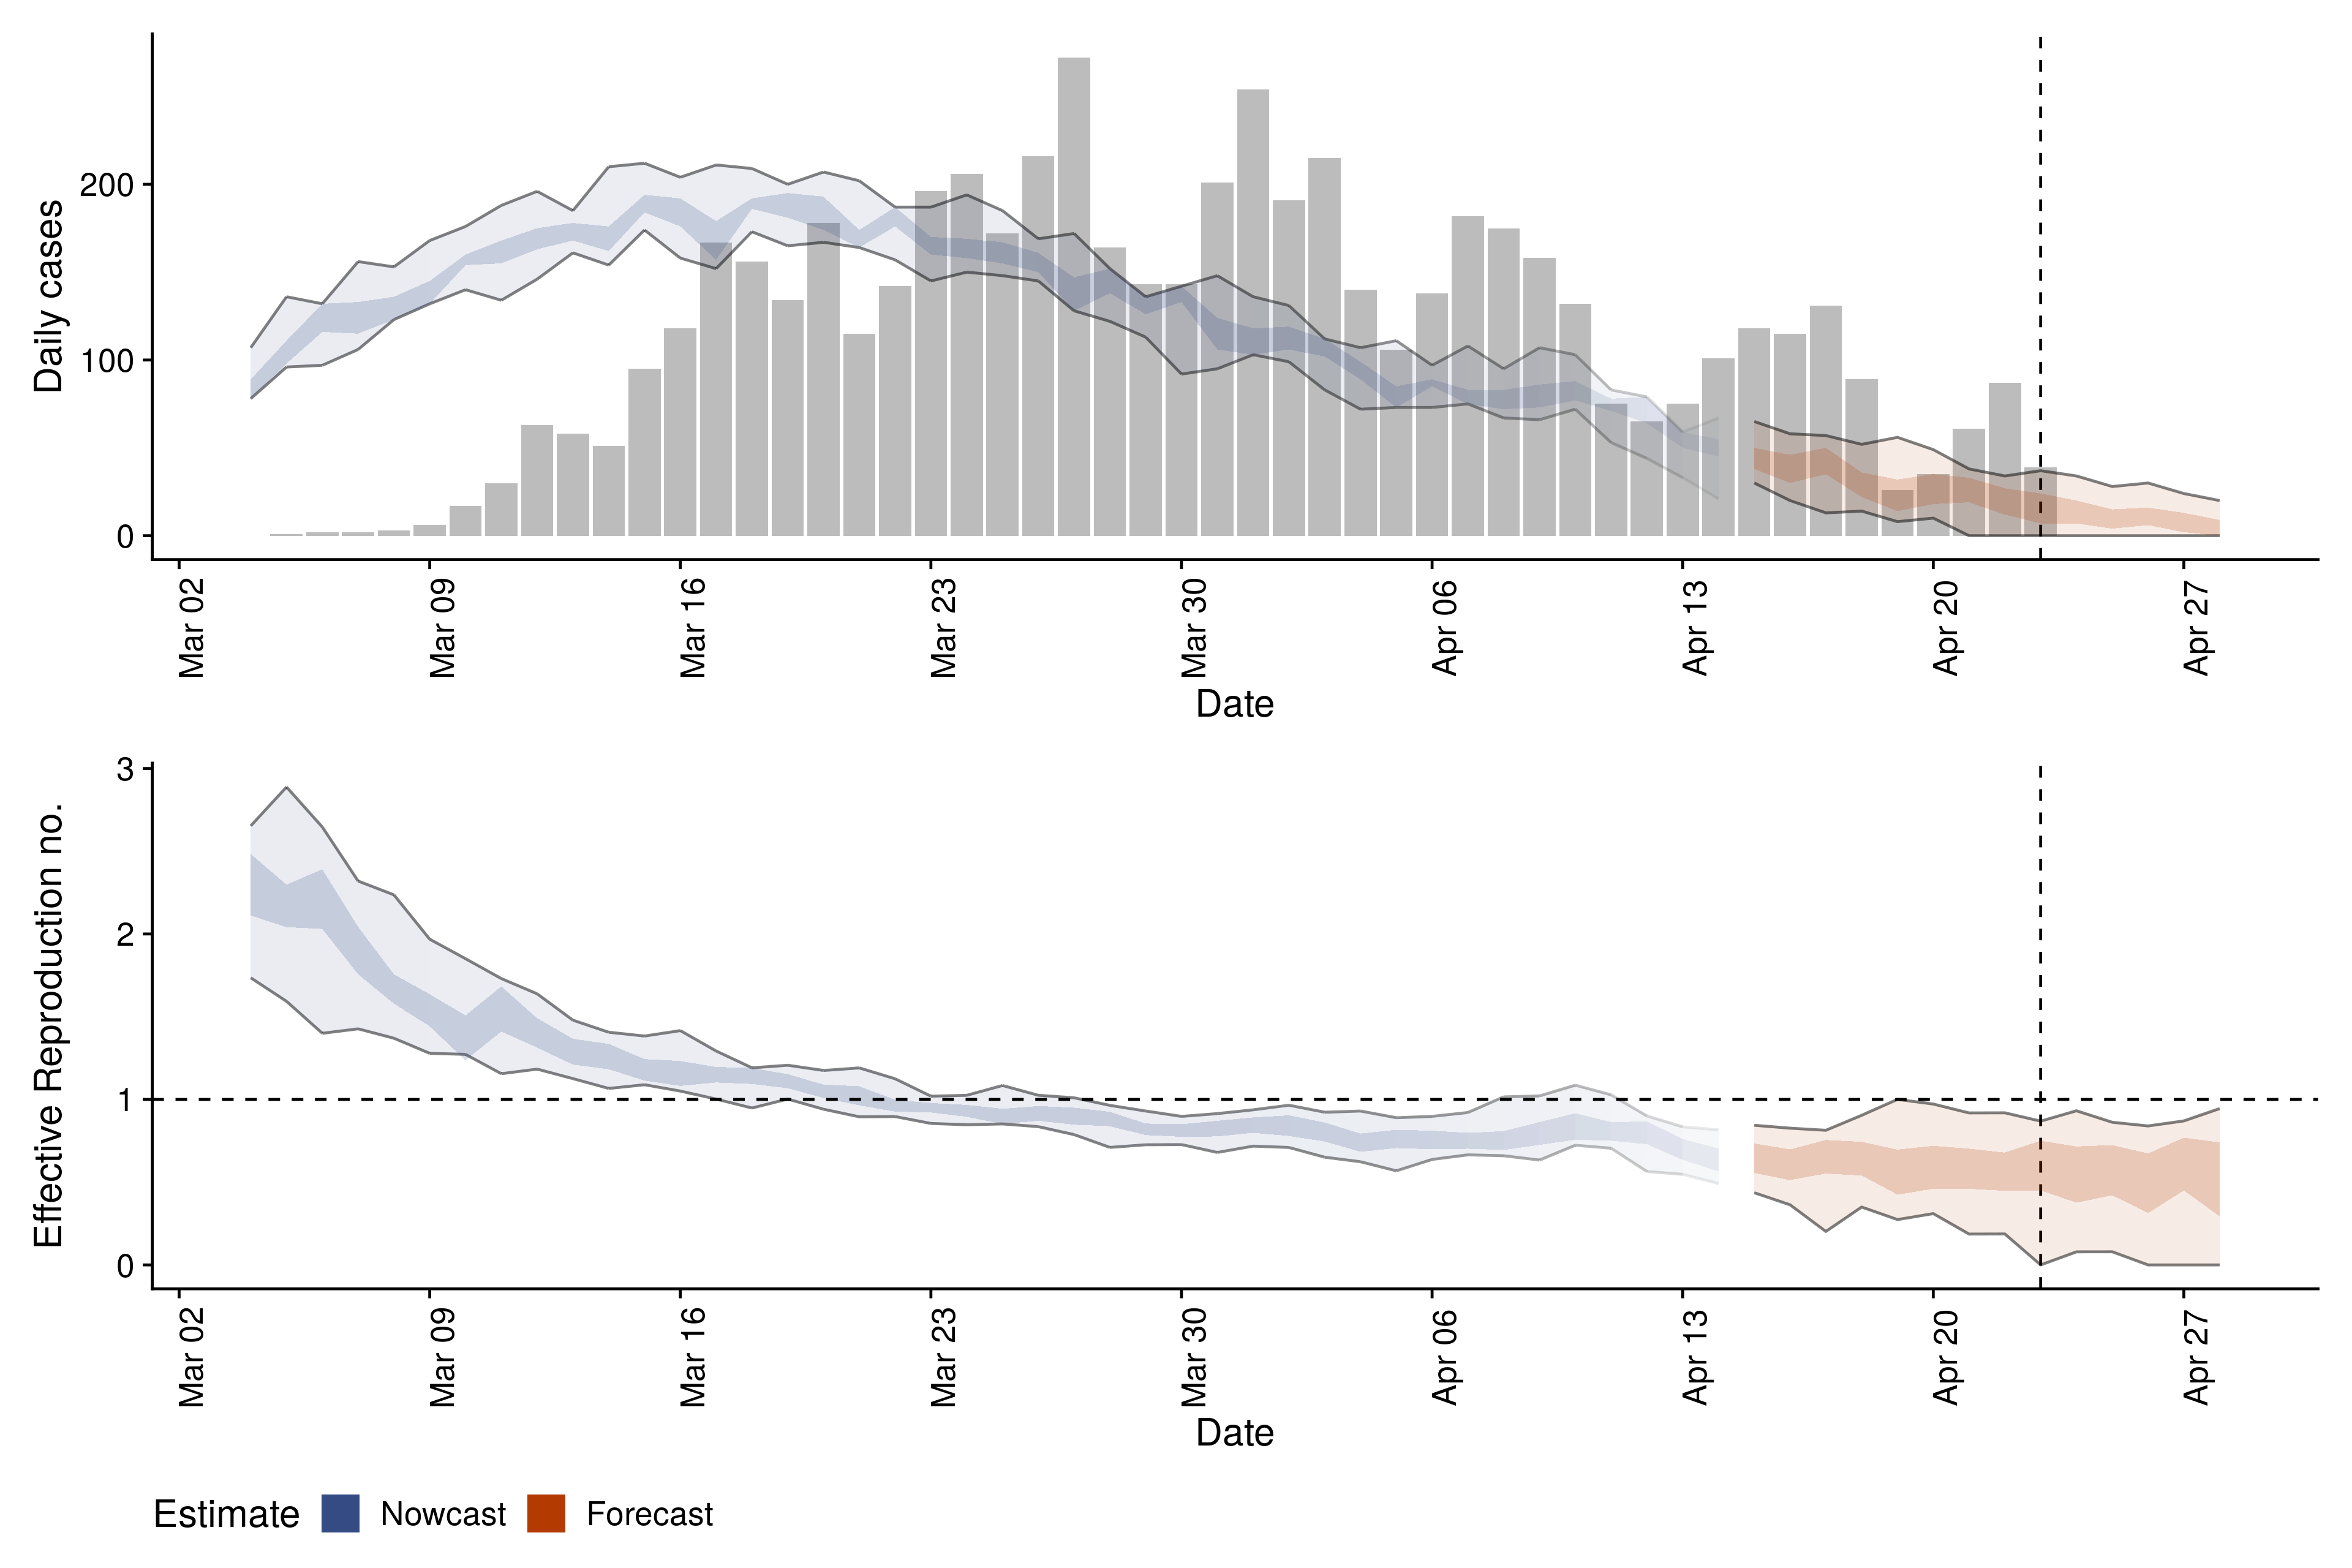 Daily cases
200
100
0
Mar 02
Mar 09
Mar 16
Mar 23
Mar 30
Apr 06
Apr 13
Apr 20
Apr 27
Date
Effective Reproduction no.
3
2
1
0
Mar 02
Mar 09
Mar 16
Mar 23
Mar 30
Apr 06
Apr 13
Apr 20
Apr 27
Date
Estimate Nowcast Forecast